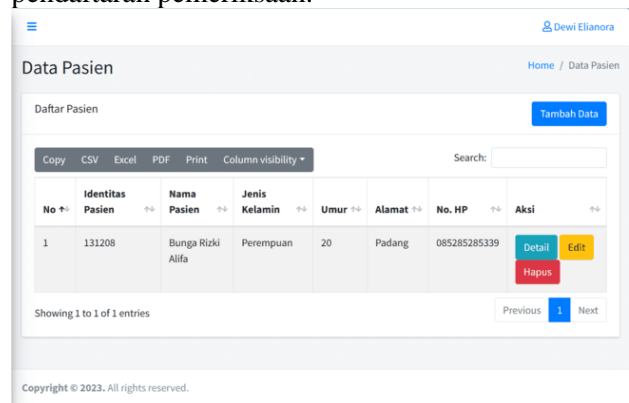 pendaftaran pemeriksaan.
Dewi Elianora
Data Pasien
Home / Data Pasien
Daftar Pasien
Tambah Data
Copy CSV Excel PDF Print Column visibility
Search:
No Identitas Pasien Nama Pasien Jenis Kelamin Umur Alamat No. HP Aksi
1 131208 Bunga Rizki Alifa Perempuan 20 Padang 085285285339 Detail Edit
Hapus
Showing 1 to 1 of 1 entries
Previous 1 Next
Copyright © 2023. All rights reserved.